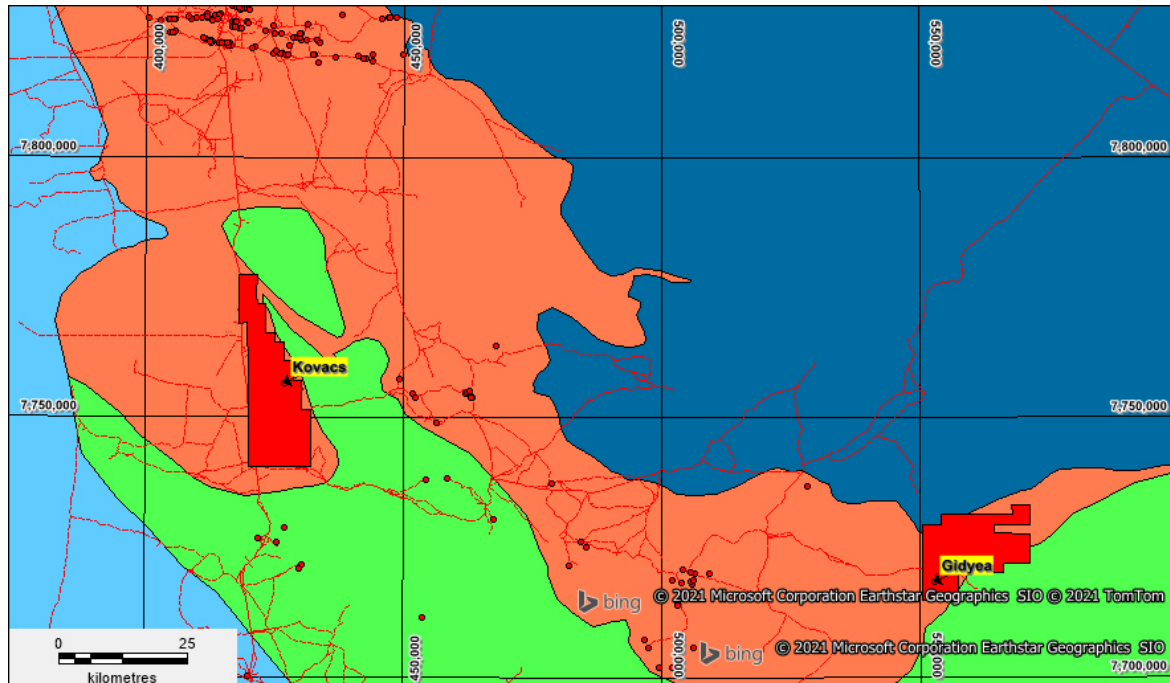 400,000
450,000
500,000
550,000
7,800,000
7,800,000
Kovacs
7,750,000
7,750,000
Gidyea
bing © 2021 Microsoft Corporation Earthstar Geographics SIO © 2021 TomTom
bing © 2021 Microsoft Corporation Earthstar Geographics SIO
0 25
kilometres
450,000
500,000
550,000
7,700,000